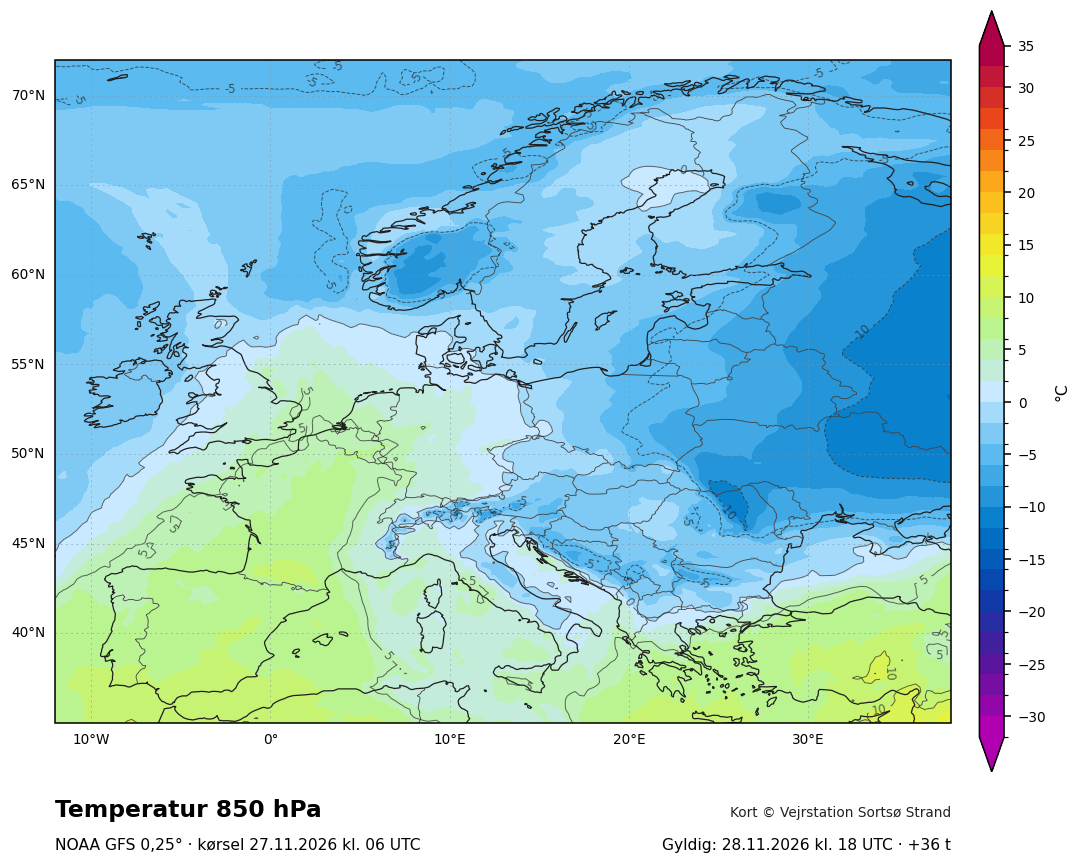 70°N
65°N
60°N
55°N
50°N
45°N
40°N
10°W
0°
10°E
20°E
30°E
35
30
25
20
15
10
5
0
−5
−10
−15
−20
−25
−30
°C
Temperatur 850 hPa
Kort © Vejrstation Sortsø Strand
NOAA GFS 0,25° · kørsel 27.11.2026 kl. 06 UTC
Gyldig: 28.11.2026 kl. 18 UTC · +36 t